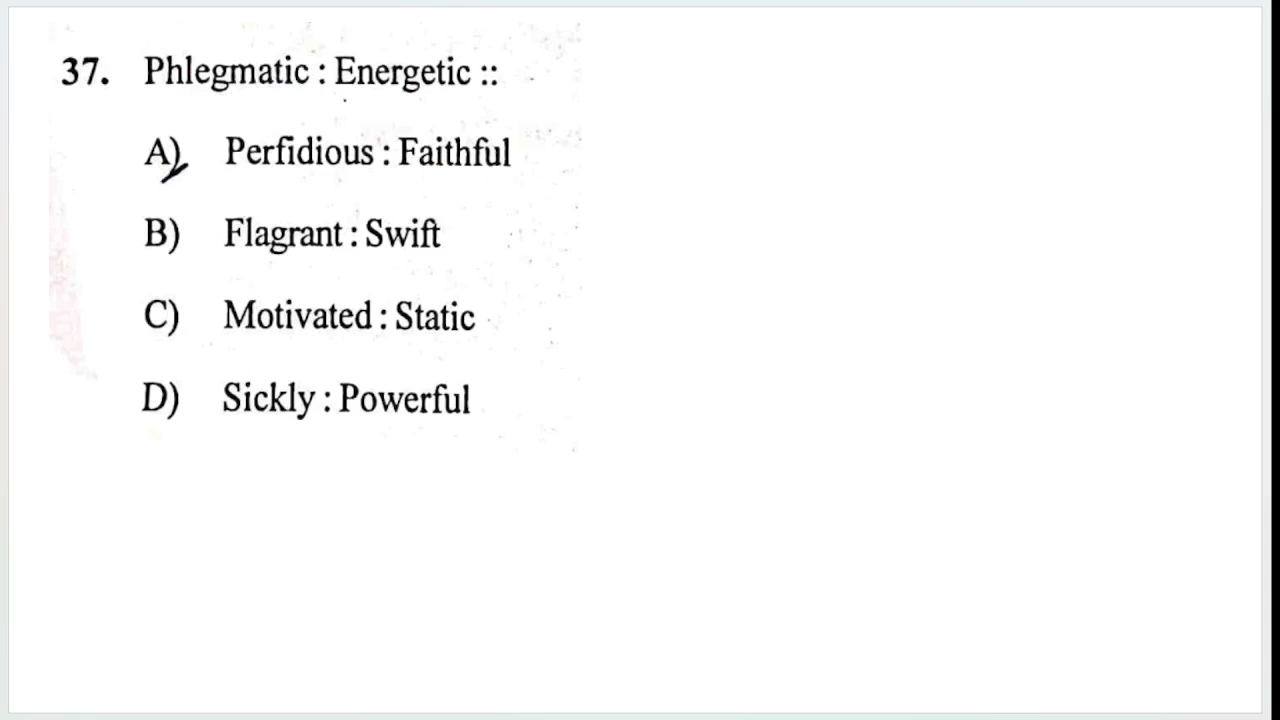 37. Phlegmatic : Energetic ::
A) Perfidious : Faithful
B) Flagrant : Swift
C) Motivated : Static
D) Sickly : Powerful